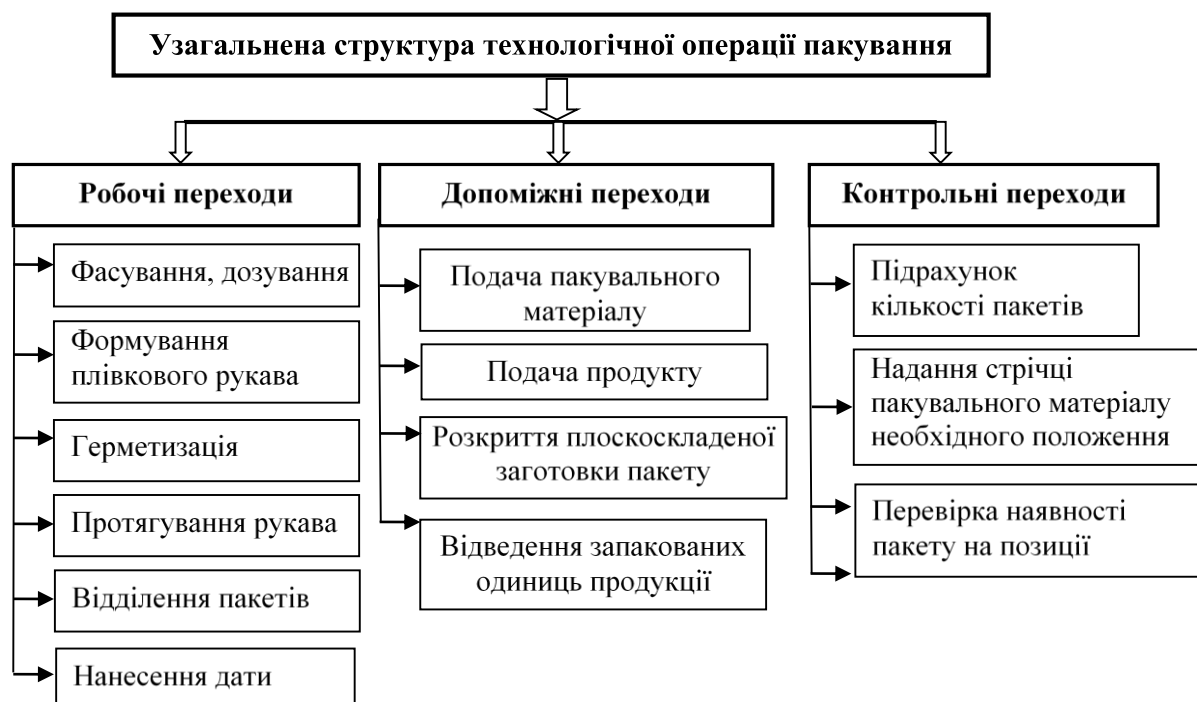 Узагальнена структура технологічної операції пакування
Робочі переходи
Фасування, дозування
Формування
плівкового рукава
Герметизація
Протягування рукава
Відділення пакетів
Нанесення дати
Допоміжні переходи
Подача пакувального
матеріалу
Подача продукту
Розкриття плоскоскладеної
заготовки пакету
Відведення запакованих
одиниць продукції
Контрольні переходи
Підрахунок
кількості пакетів
Надання стрічці
пакувального матеріалу
необхідного положення
Перевірка наявності
пакету на позиції